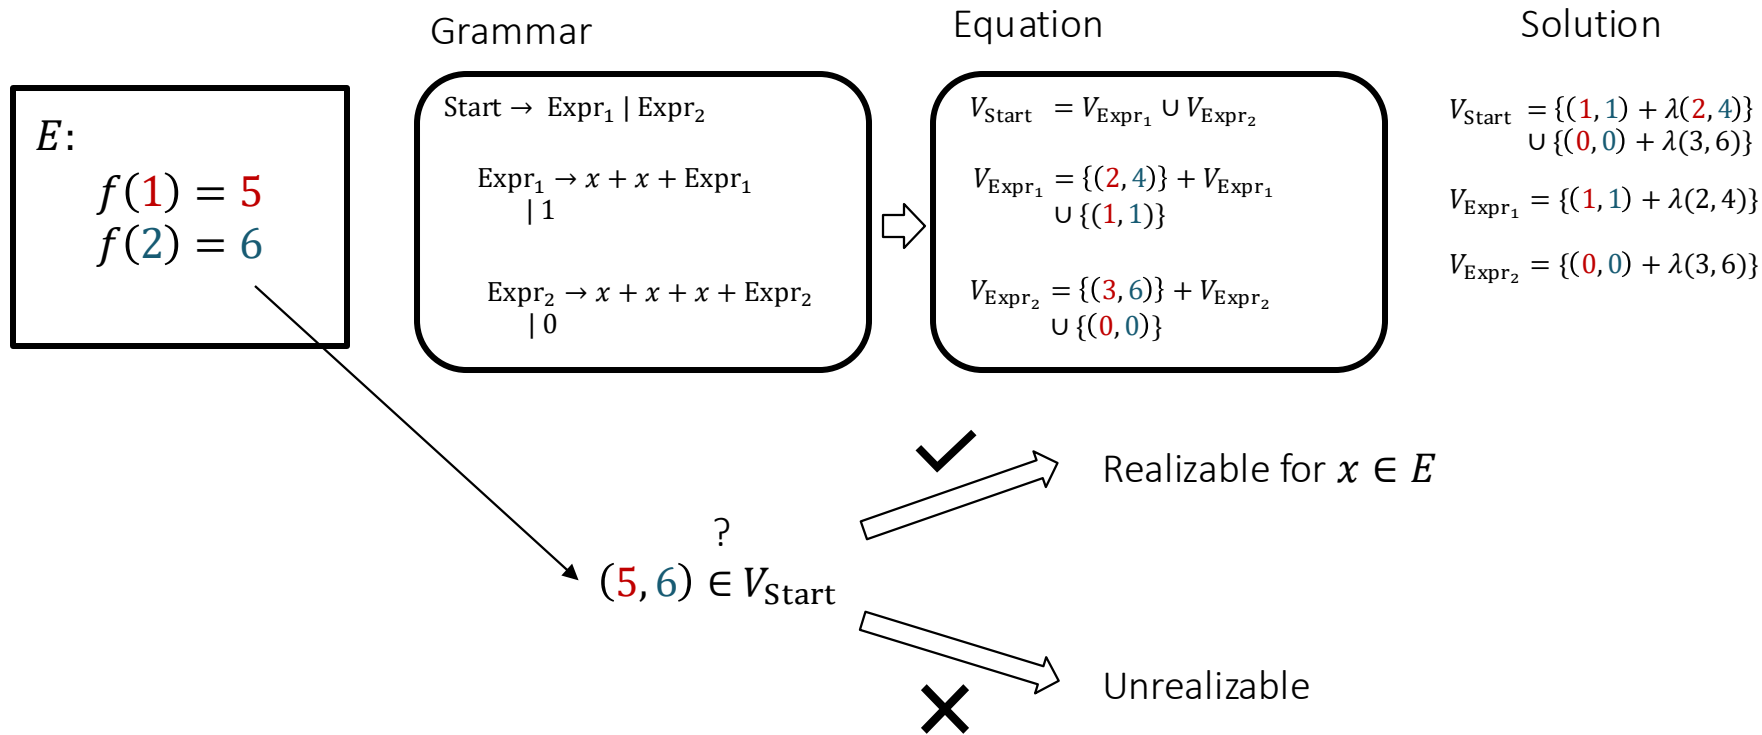 Grammar
Equation
Solution
E:
f(1) = 5
f(2) = 6
Start → Expr₁ | Expr₂
Expr₁ → x + x + Expr₁
| 1
Expr₂ → x + x + x + Expr₂
| 0
V_Start = V_Expr₁ ∪ V_Expr₂
V_Expr₁ = {(2, 4)} + V_Expr₁
∪ {(1, 1)}
V_Expr₂ = {(3, 6)} + V_Expr₂
∪ {(0, 0)}
V_Start = {(1, 1) + λ(2, 4)}
∪ {(0, 0) + λ(3, 6)}
V_Expr₁ = {(1, 1) + λ(2, 4)}
V_Expr₂ = {(0, 0) + λ(3, 6)}
Realizable for x ∈ E
?
(5, 6) ∈ V_Start
Unrealizable